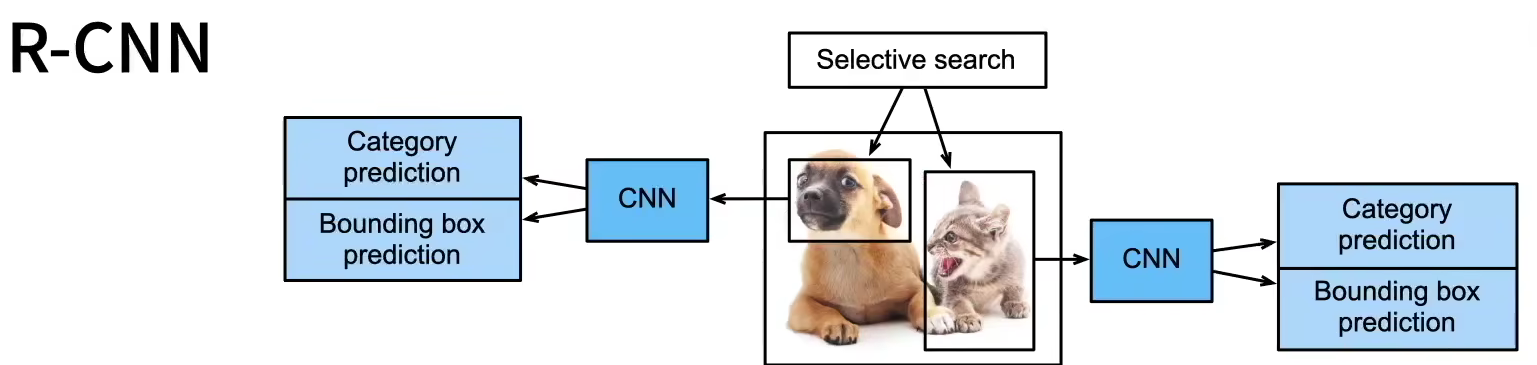 R-CNN
Selective search
Category
prediction
Bounding box
prediction
CNN
CNN
Category
prediction
Bounding box
prediction